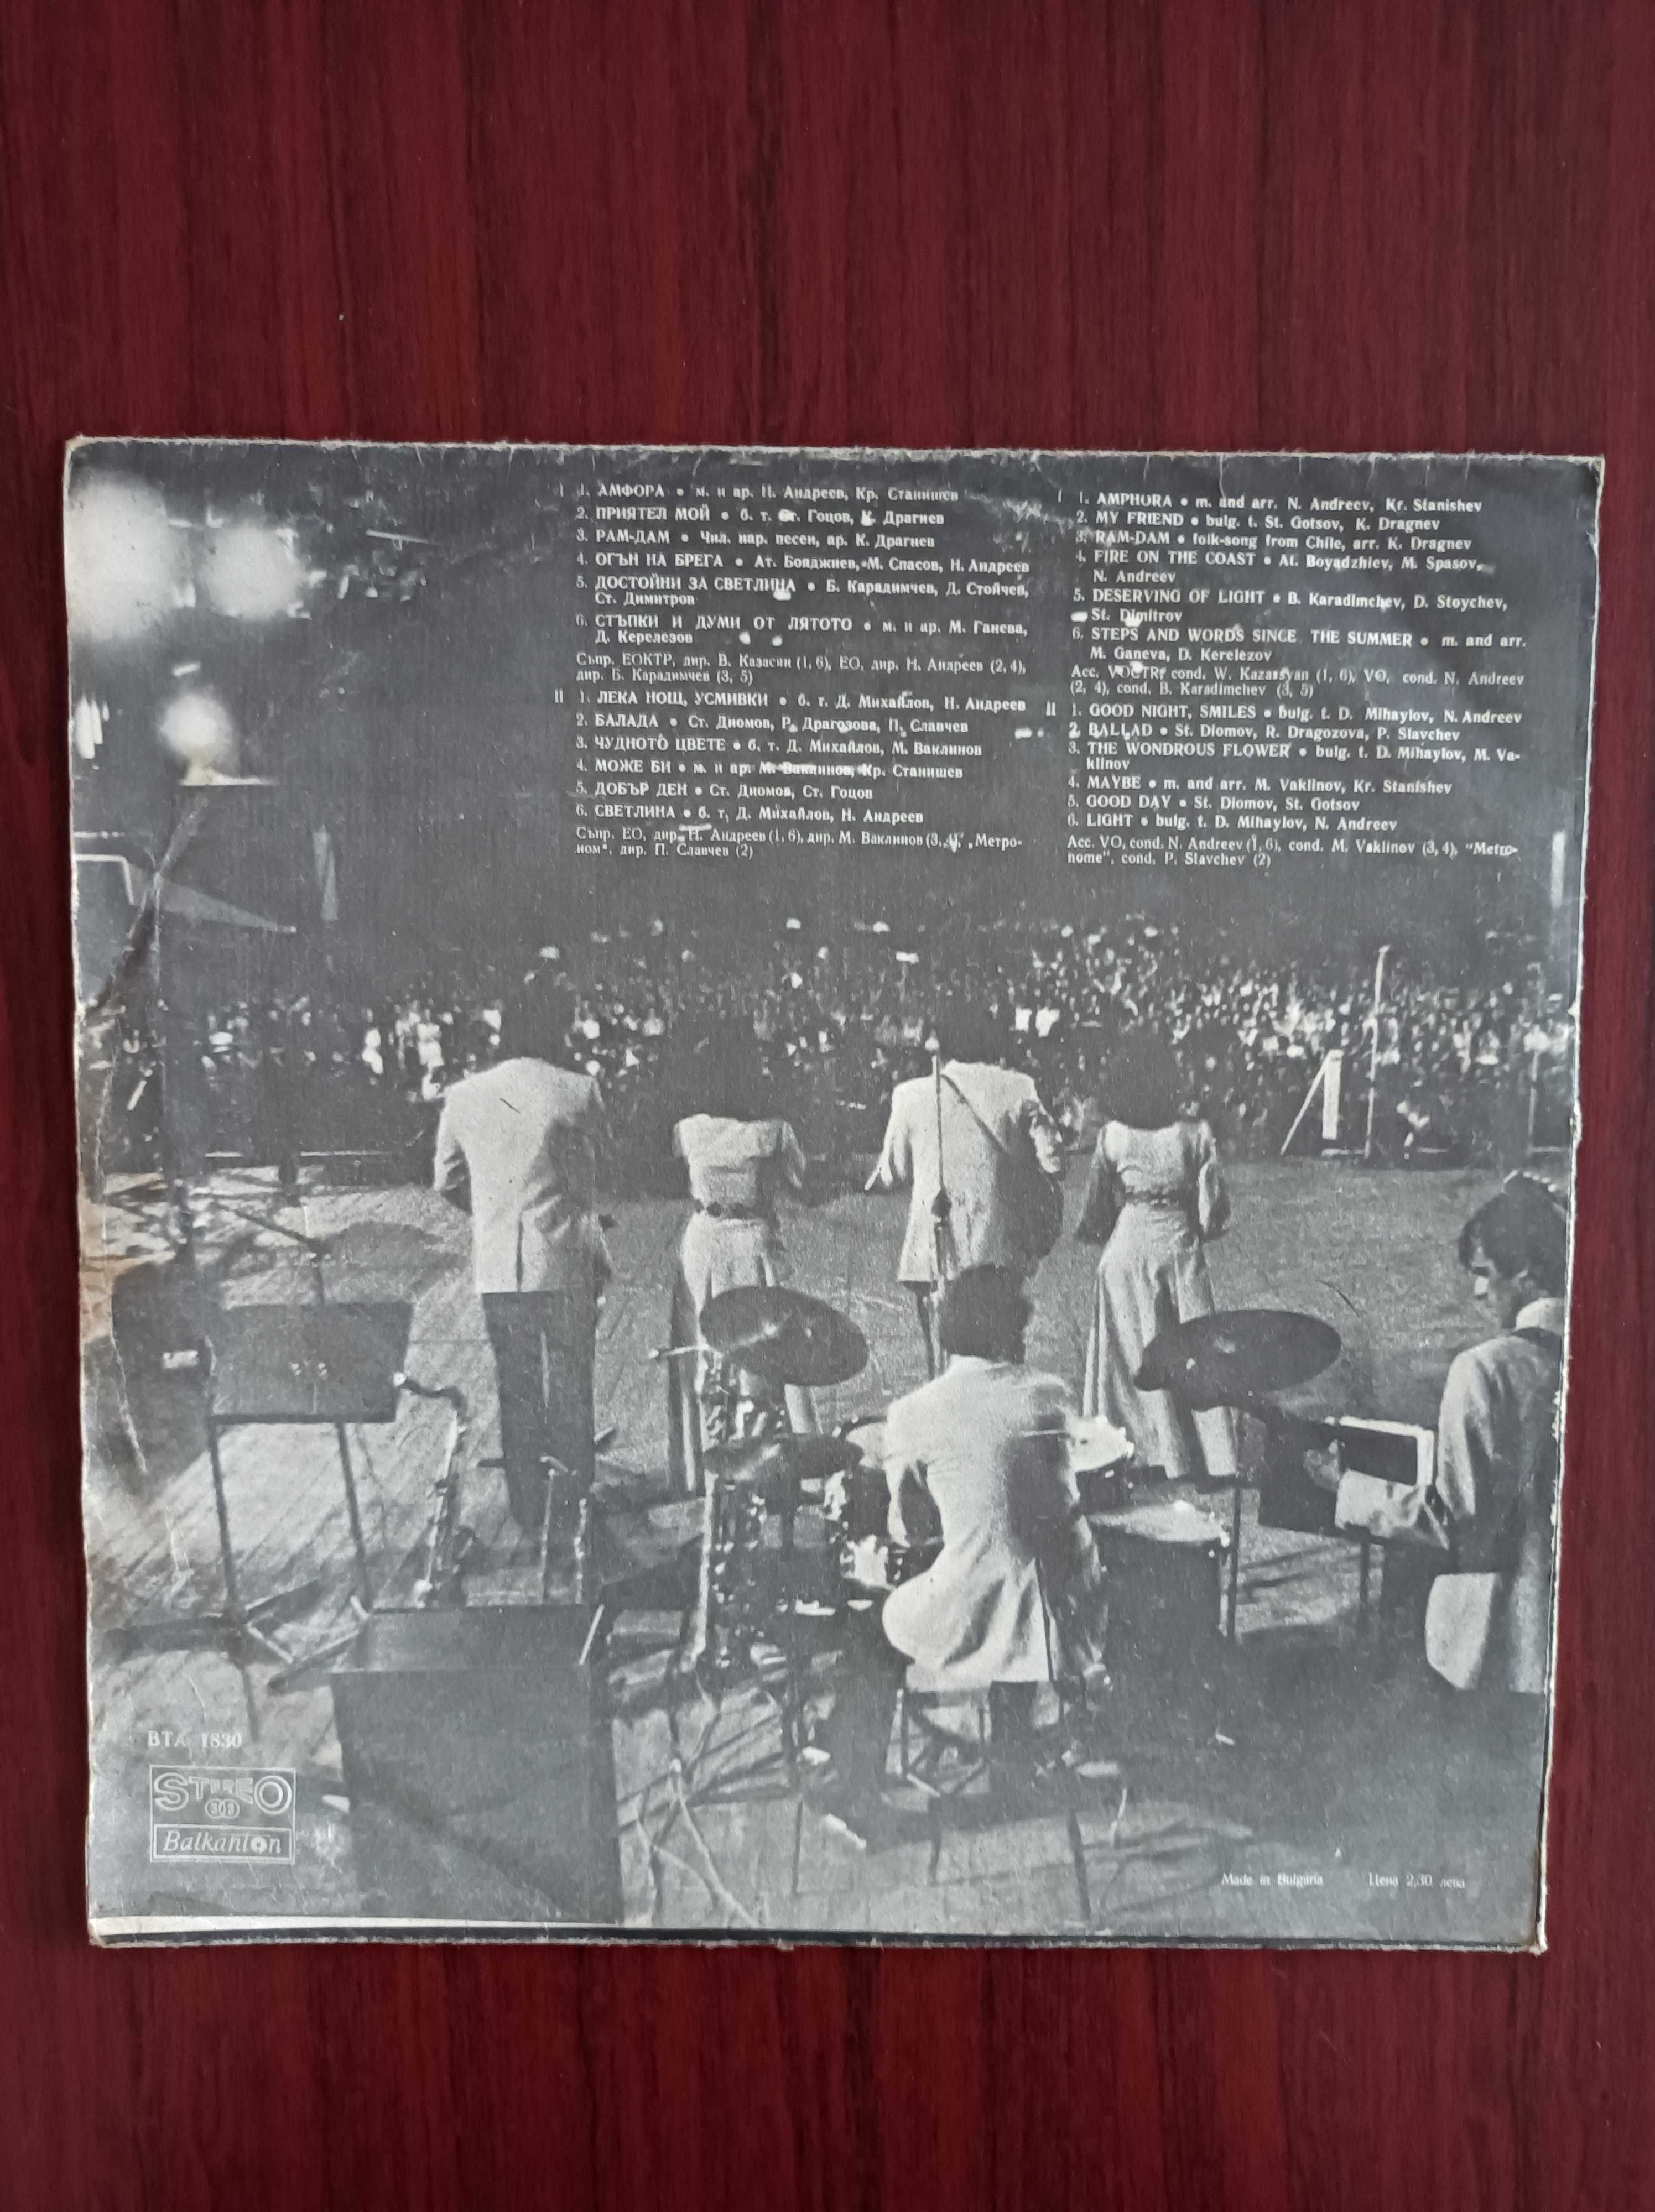 I 1. АМФОРА • м. и ар. Н. Андреев, Кр. Станишев
2. ПРИЯТЕЛ МОЙ • б. т. Ст. Гоцов, К. Драгнев
3. РАМ-ДАМ • Чил. нар. песен, ар. К. Драгнев
4. ОГЪН НА БРЕГА • Ат. Бояджиев, М. Спасов, Н. Андреев
5. ДОСТОЙНИ ЗА СВЕТЛИНА • Б. Карадимчев, Д. Стойчев,
Ст. Димитров
6. СТЪПКИ И ДУМИ ОТ ЛЯТОТО • м. и ар. М. Ганева,
Д. Керелезов
Съпр. ЕОКТР, дир. В. Казасян (1, 6), ЕО, дир. Н. Андреев (2, 4),
дир. Б. Карадимчев (3, 5)
II 1. ЛЕКА НОЩ, УСМИВКИ • б. т. Д. Михайлов, Н. Андреев
2. БАЛАДА • Ст. Диомов, Р. Драгозова, П. Славчев
3. ЧУДНОТО ЦВЕТЕ • б. т. Д. Михайлов, М. Ваклинов
4. МОЖЕ БИ • м. и ар. М. Ваклинов, Кр. Станишев
5. ДОБЪР ДЕН • Ст. Диомов, Ст. Гоцов
6. СВЕТЛИНА • б. т, Д. Михайлов, Н. Андреев
Съпр. ЕО, дир. Н. Андреев (1, 6), дир. М. Ваклинов (3, 4), „Метро-
ном“, дир. П. Славчев (2)
I 1. AMPHORA • m. and arr. N. Andreev, Kr. Stanishev
2. MY FRIEND • bulg. t. St. Gotsov, K. Dragnev
3. RAM-DAM • folk-song from Chile, arr. K. Dragnev
4. FIRE ON THE COAST • At. Boyadzhiev, M. Spasov,
N. Andreev
5. DESERVING OF LIGHT • B. Karadimchev, D. Stoychev,
St. Dimitrov
6. STEPS AND WORDS SINCE THE SUMMER • m. and arr.
M. Ganeva, D. Kerelezov
Acc. VOCTR, cond. W. Kazassyan (1, 6), VO, cond. N. Andreev
(2, 4), cond. B. Karadimchev (3, 5)
II 1. GOOD NIGHT, SMILES • bulg. t. D. Mihaylov, N. Andreev
2. BALLAD • St. Diomov, R. Dragozova, P. Slavchev
3. THE WONDROUS FLOWER • bulg. t. D. Mihaylov, M. Va-
klinov
4. MAYBE • m. and arr. M. Vaklinov, Kr. Stanishev
5. GOOD DAY • St. Diomov, St. Gotsov
6. LIGHT • bulg. t. D. Mihaylov, N. Andreev
Acc. VO, cond. N. Andreev (1, 6), cond. M. Vaklinov (3, 4), "Metro-
nome", cond. P. Slavchev (2)
ВТА 1830
STEREO
33
Balkanton
Made in Bulgaria Цена 2,30 лева